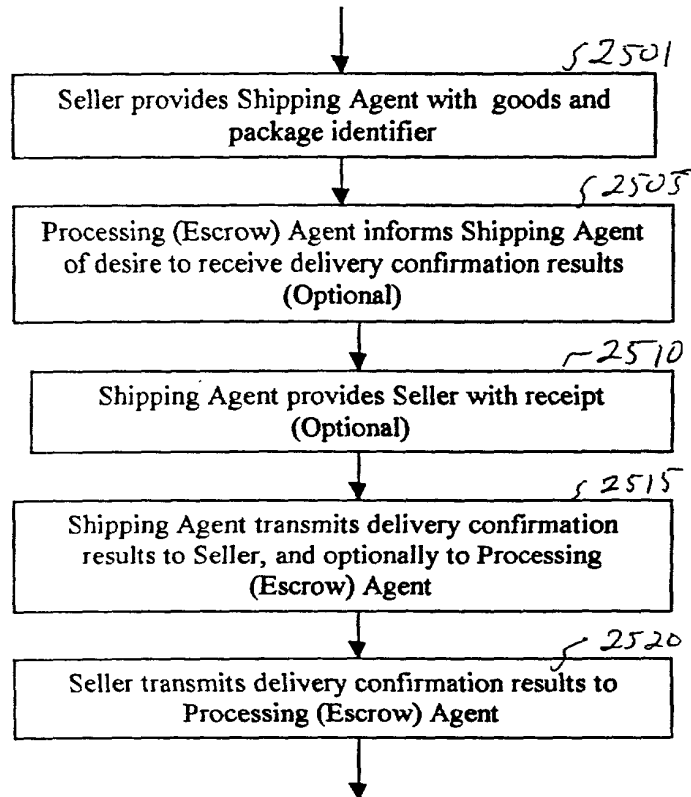 2501
Seller provides Shipping Agent with goods and
package identifier
2505
Processing (Escrow) Agent informs Shipping Agent
of desire to receive delivery confirmation results
(Optional)
2510
Shipping Agent provides Seller with receipt
(Optional)
2515
Shipping Agent transmits delivery confirmation
results to Seller, and optionally to Processing
(Escrow) Agent
2520
Seller transmits delivery confirmation results to
Processing (Escrow) Agent